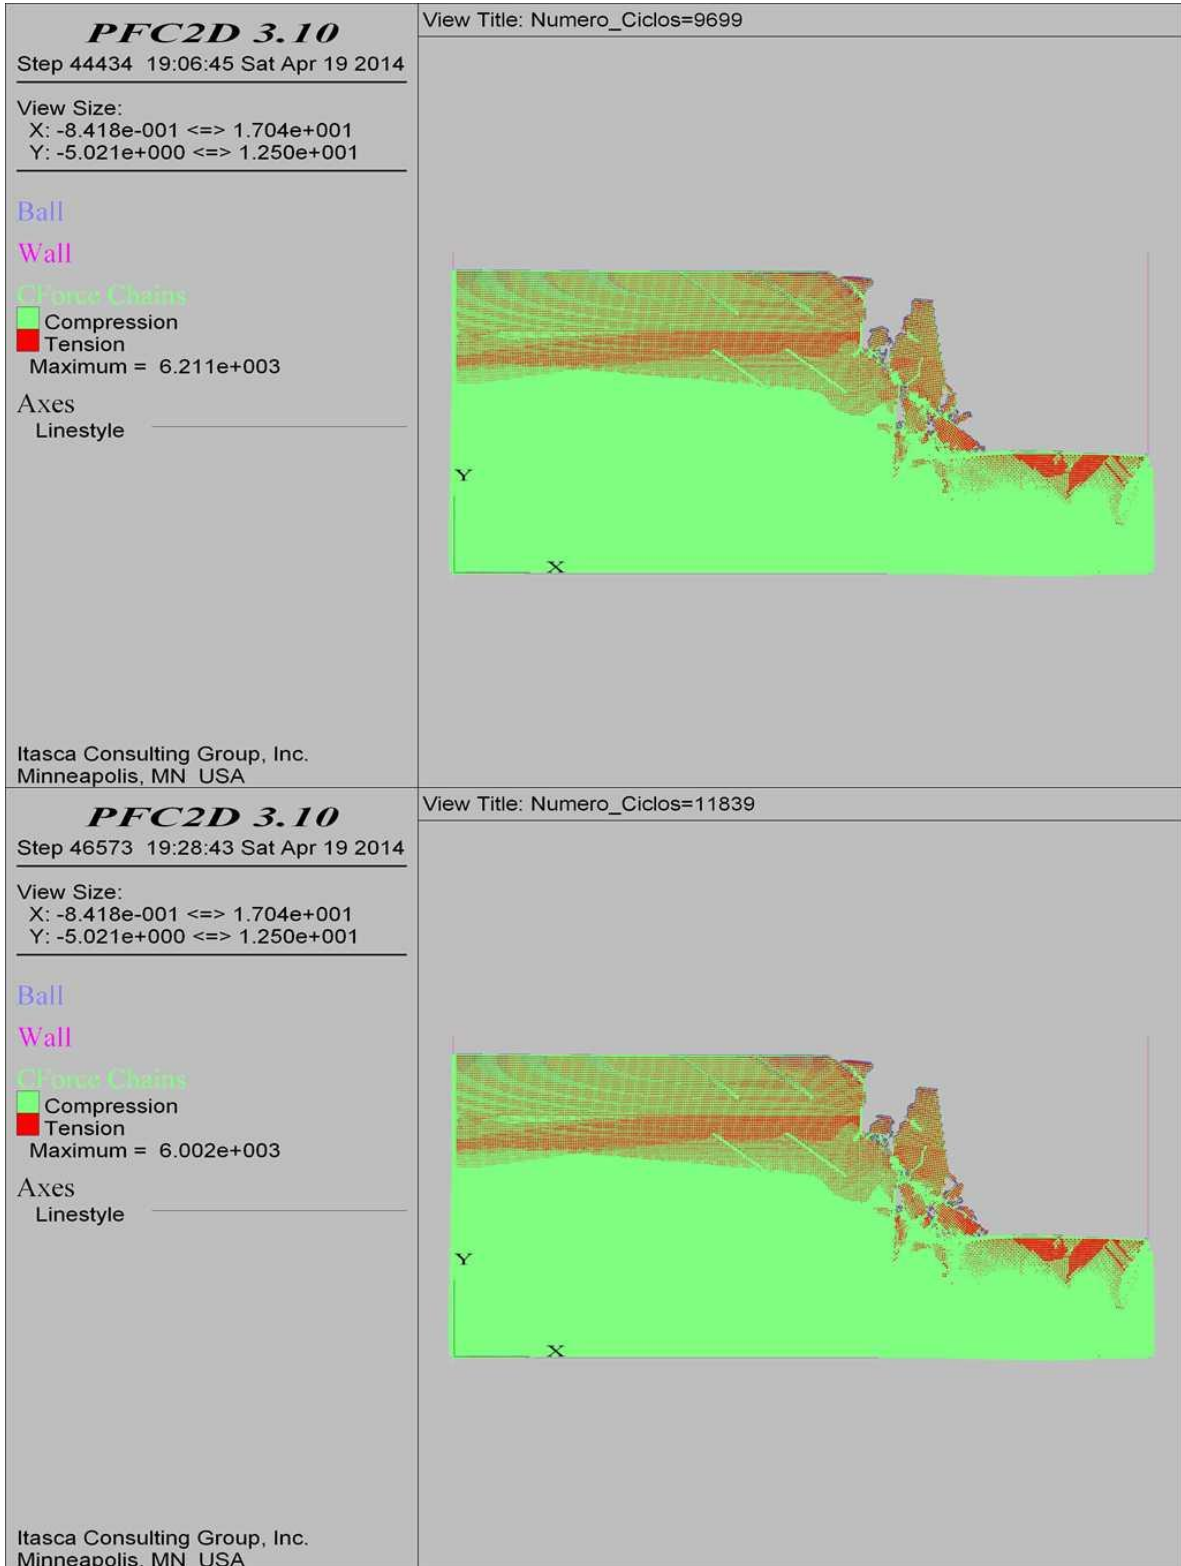 PFC2D 3.10
Step 44434 19:06:45 Sat Apr 19 2014
View Size:
X: -8.418e-001 <=> 1.704e+001
Y: -5.021e+000 <=> 1.250e+001
Ball
Wall
CForce Chains
Compression
Tension
Maximum = 6.211e+003
Axes
Linestyle
Itasca Consulting Group, Inc.
Minneapolis, MN USA
View Title: Numero_Ciclos=9699
Y
X
PFC2D 3.10
Step 46573 19:28:43 Sat Apr 19 2014
View Size:
X: -8.418e-001 <=> 1.704e+001
Y: -5.021e+000 <=> 1.250e+001
Ball
Wall
CForce Chains
Compression
Tension
Maximum = 6.002e+003
Axes
Linestyle
Itasca Consulting Group, Inc.
Minneapolis, MN USA
View Title: Numero_Ciclos=11839
Y
X